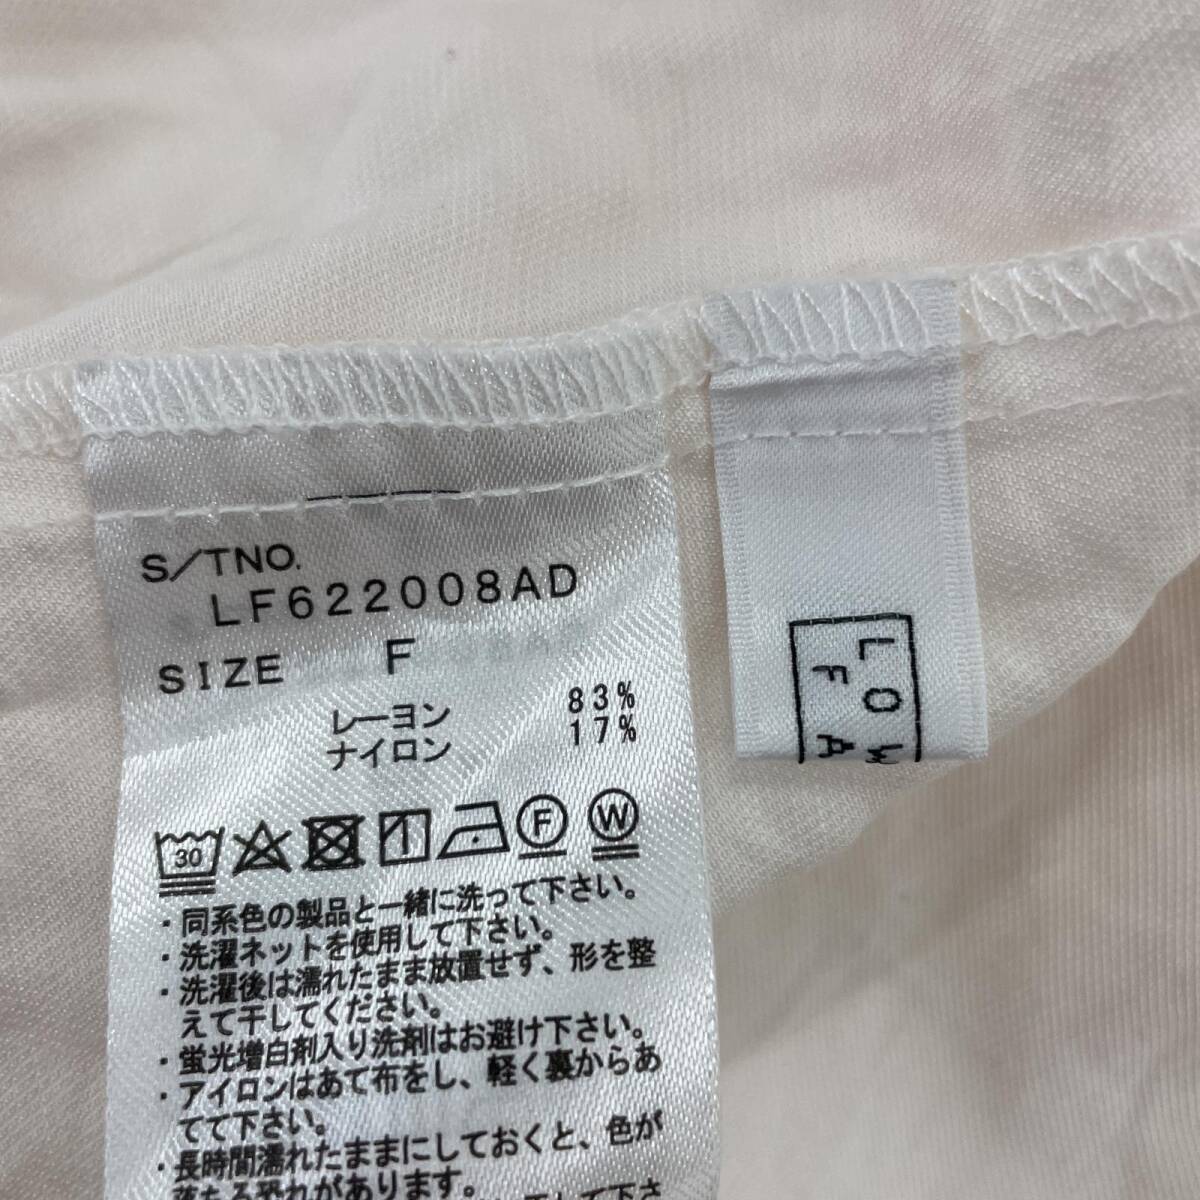 S/TNO.
LF622008AD
SIZE F
レーヨン 83%
ナイロン 17%
30 F W
・同系色の製品と一緒に洗って下さい。
・洗濯ネットを使用して下さい。
・洗濯後は濡れたまま放置せず、形を整
えて干してください。
・蛍光増白剤入り洗剤はお避け下さい。
・アイロンはあて布をし、軽く裏からあ
てて下さい。
・長時間濡れたままにしておくと、色が
落ちる恐れがあります。
して下さ
LOW
FA